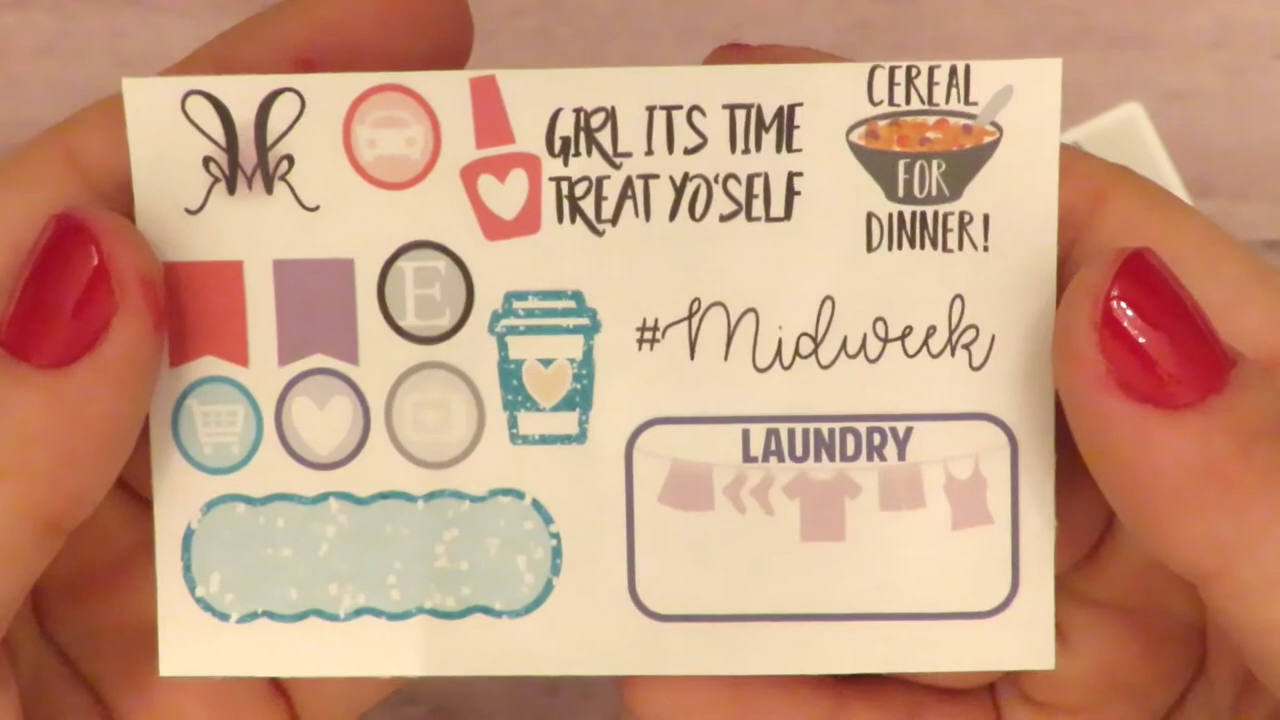 GIRL ITS TIME
TREAT YO'SELF
CEREAL
FOR
DINNER!
E
#Midweek
LAUNDRY